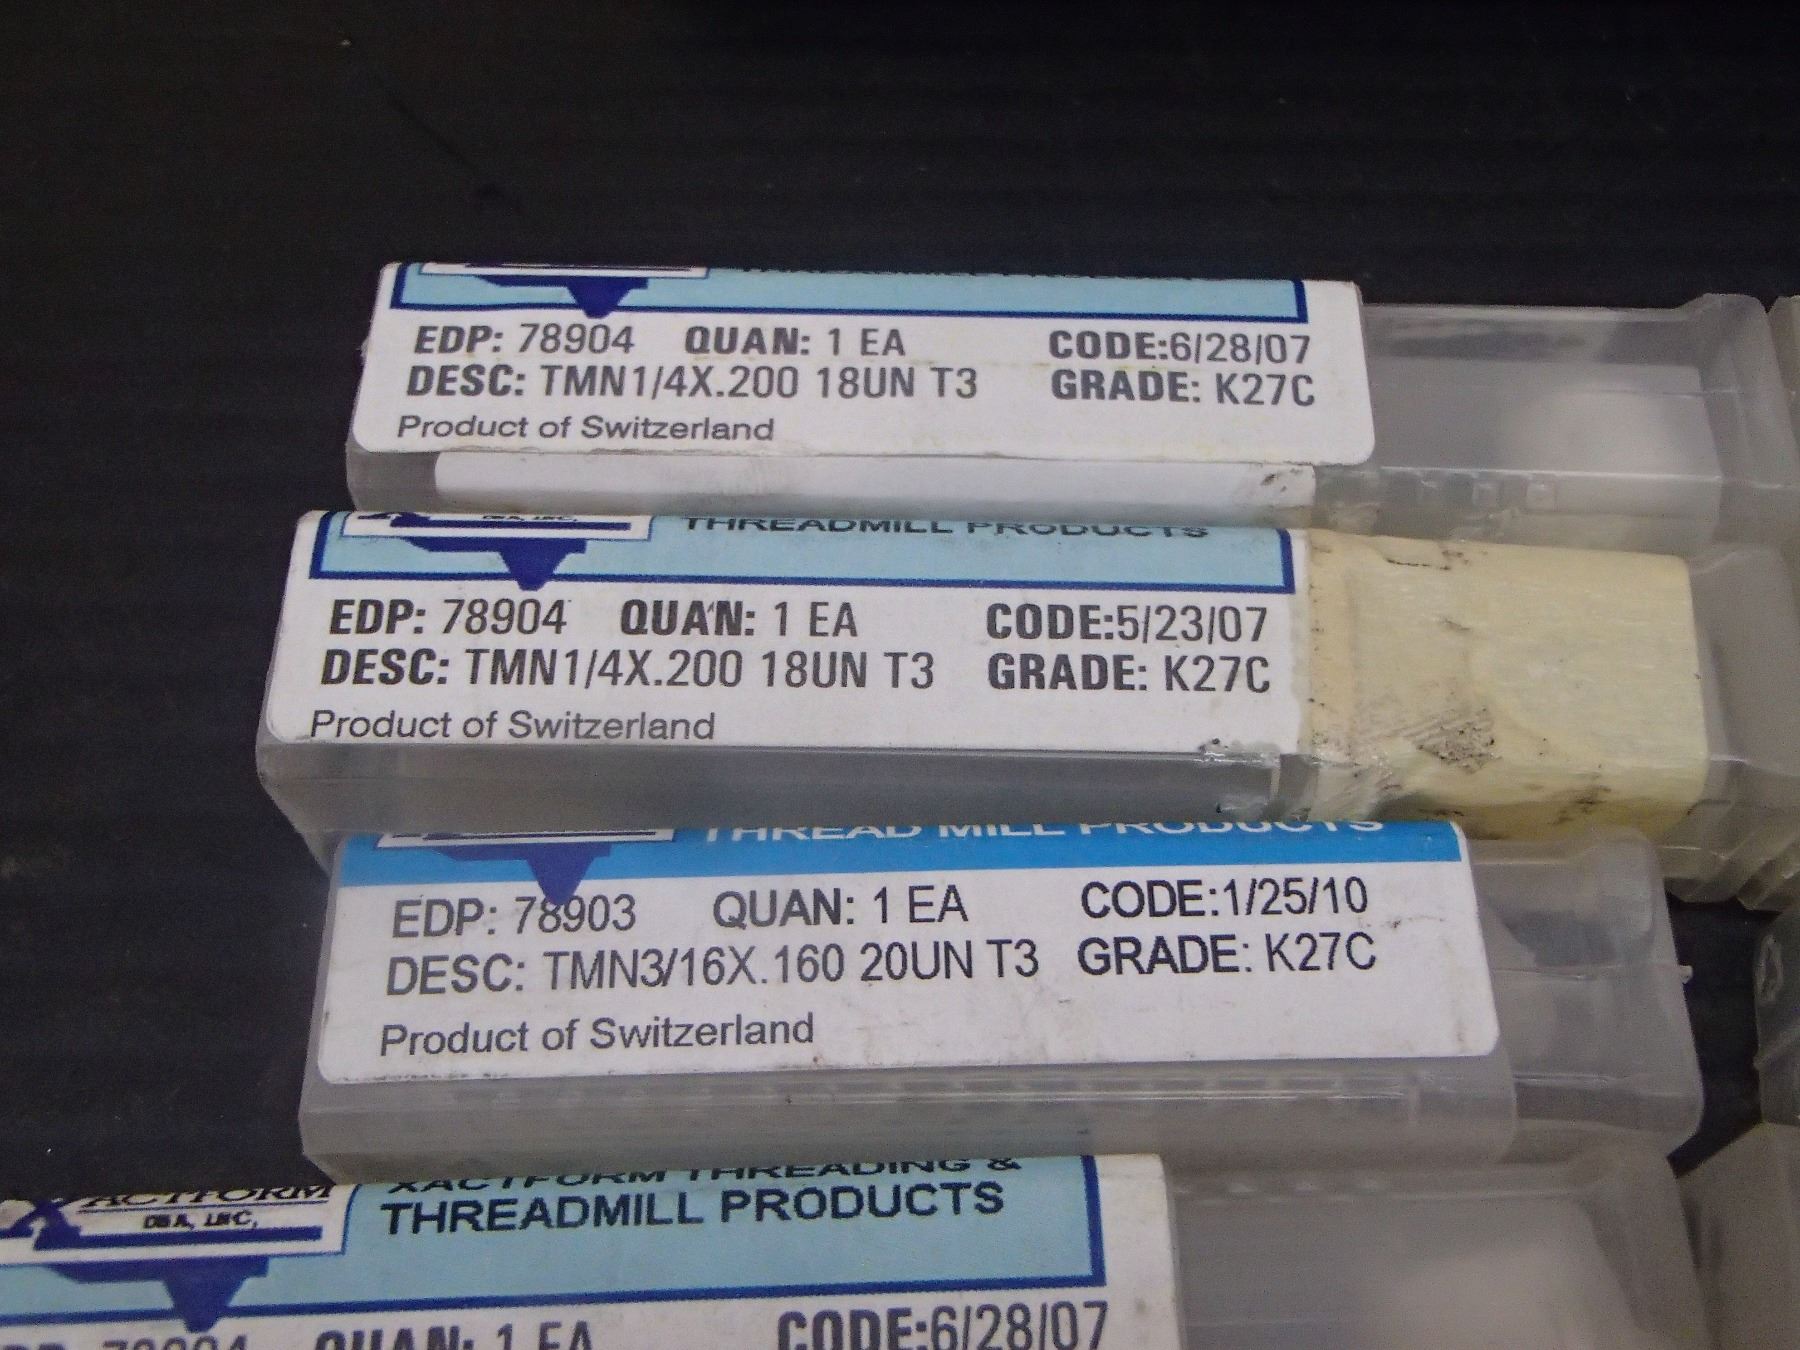 EDP: 78904 QUAN: 1 EA CODE:6/28/07
DESC: TMN1/4X.200 18UN T3 GRADE: K27C
Product of Switzerland
THREADMILL PRODUCTS
EDP: 78904 QUAN: 1 EA CODE:5/23/07
DESC: TMN1/4X.200 18UN T3 GRADE: K27C
Product of Switzerland
THREAD MILL PRODUCTS
EDP: 78903 QUAN: 1 EA CODE:1/25/10
DESC: TMN3/16X.160 20UN T3 GRADE: K27C
Product of Switzerland
XACTFORM XACTFORM THREADING &
DBA, INC, THREADMILL PRODUCTS
EDP: 78904 QUAN: 1 EA CODE:6/28/07